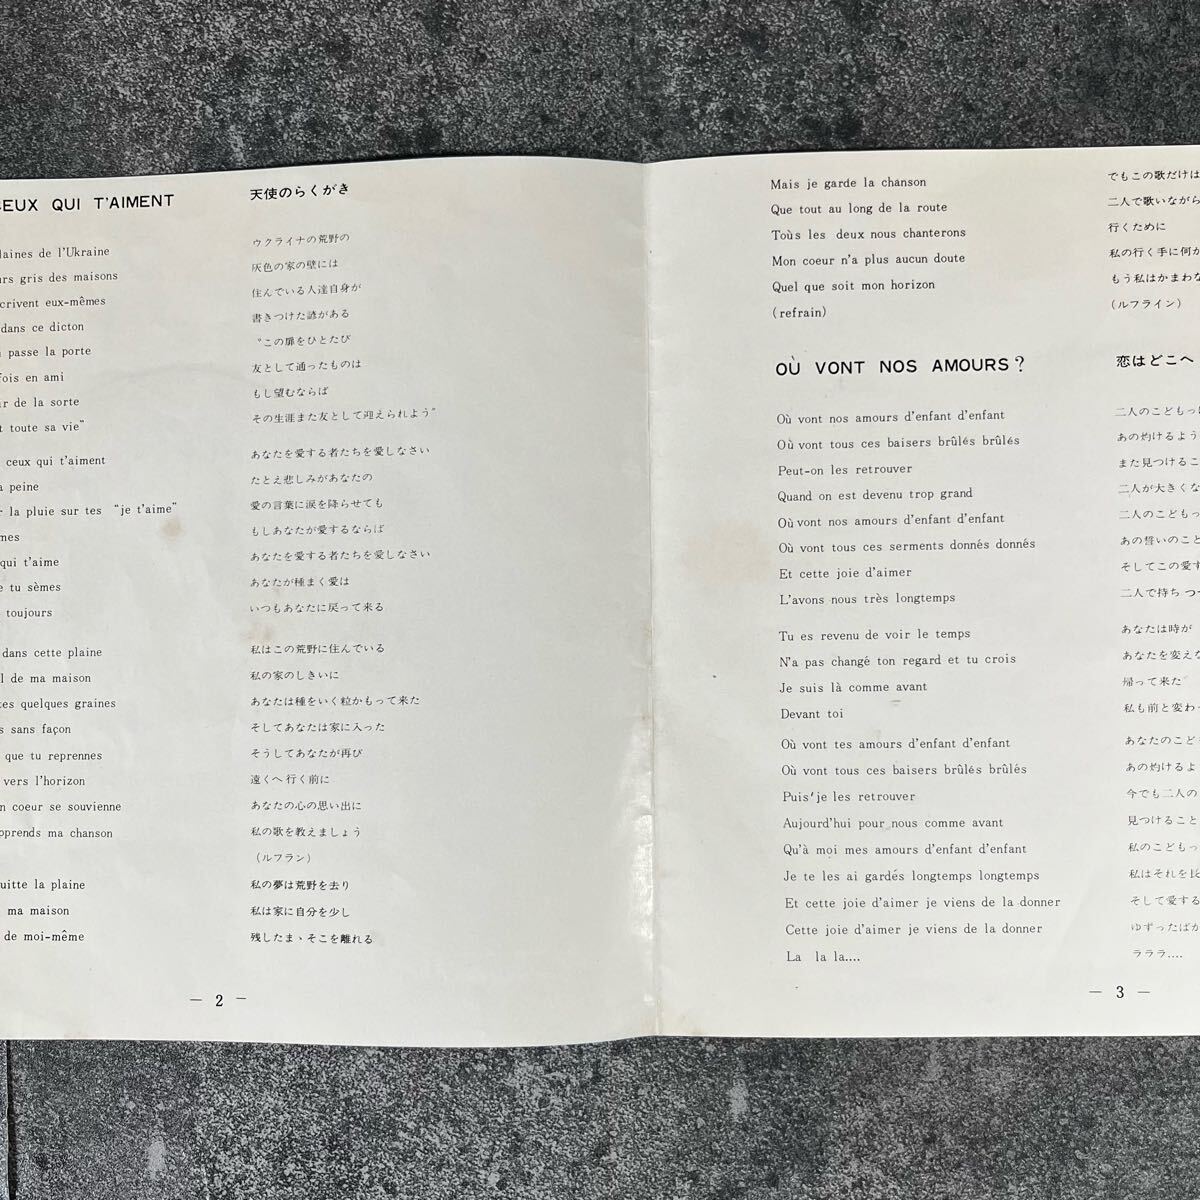 CEUX QUI T'AIMENT
laines de l'Ukraine
urs gris des maisons
crivent eux-mêmes
dans ce dicton
passe la porte
fois en ami
ir de la sorte
t toute sa vie"
ceux qui t'aiment
a peine
r la pluie sur tes "je t'aime"
mes
qui t'aime
e tu sèmes
toujours
dans cette plaine
l de ma maison
tes quelques graines
s sans façon
que tu reprennes
vers l'horizon
n coeur se souvienne
pprends ma chanson
uitte la plaine
ma maison
de moi-même
天使のらくがき
ウクライナの荒野の
灰色の家の壁には
住んでいる人達自身が
書きつけた諺がある
〝この扉をひとたび
友として通ったものは
もし望むならば
その生涯また友として迎えられよう〟
あなたを愛する者たちを愛しなさい
たとえ悲しみがあなたの
愛の言葉に涙を降らせても
もしあなたが愛するならば
あなたを愛する者たちを愛しなさい
あなたが種まく愛は
いつもあなたに戻って来る
私はこの荒野に住んでいる
私の家のしきいに
あなたは種をいく粒かもって来た
そしてあなたは家に入った
そうしてあなたが再び
遠くへ行く前に
あなたの心の思い出に
私の歌を教えましょう
(ルフラン)
私の夢は荒野を去り
私は家に自分を少し
残したまゝそこを離れる
— 2 —
Mais je garde la chanson
Que tout au long de la route
Toùs les deux nous chanterons
Mon coeur n'a plus aucun doute
Quel que soit mon horizon
(refrain)
でもこの歌だけは
二人で歌いながら
行くために
私の行く手に何か
もう私はかまわな
(ルフライン)
OÙ VONT NOS AMOURS?
Où vont nos amours d'enfant d'enfant
Où vont tous ces baisers brûlés brûlés
Peut-on les retrouver
Quand on est devenu trop grand
Où vont nos amours d'enfant d'enfant
Où vont tous ces serments donnés donnés
Et cette joie d'aimer
L'avons nous très longtemps
Tu es revenu de voir le temps
N'a pas changé ton regard et tu crois
Je suis là comme avant
Devant toi
Où vont tes amours d'enfant d'enfant
Où vont tous ces baisers brûlés brûlés
Puis'je les retrouver
Aujourd'hui pour nous comme avant
Qu'à moi mes amours d'enfant d'enfant
Je te les ai gardés longtemps longtemps
Et cette joie d'aimer je viens de la donner
Cette joie d'aimer je viens de la donner
La la la....
恋はどこへ
二人のこどもっ
あの灼けるよう
また見つけるこ
二人が大きくな
二人のこどもっ
あの誓いのこと
そしてこの愛す
二人で持ちつ
あなたは時が
あなたを変えな
帰って来た
私も前と変わっ
あなたのこども
あの灼けるよ
今でも二人の
見つけること
私のこどもっ
私はそれを長
そして愛する
ゆずったばか
ラララ....
— 3 —